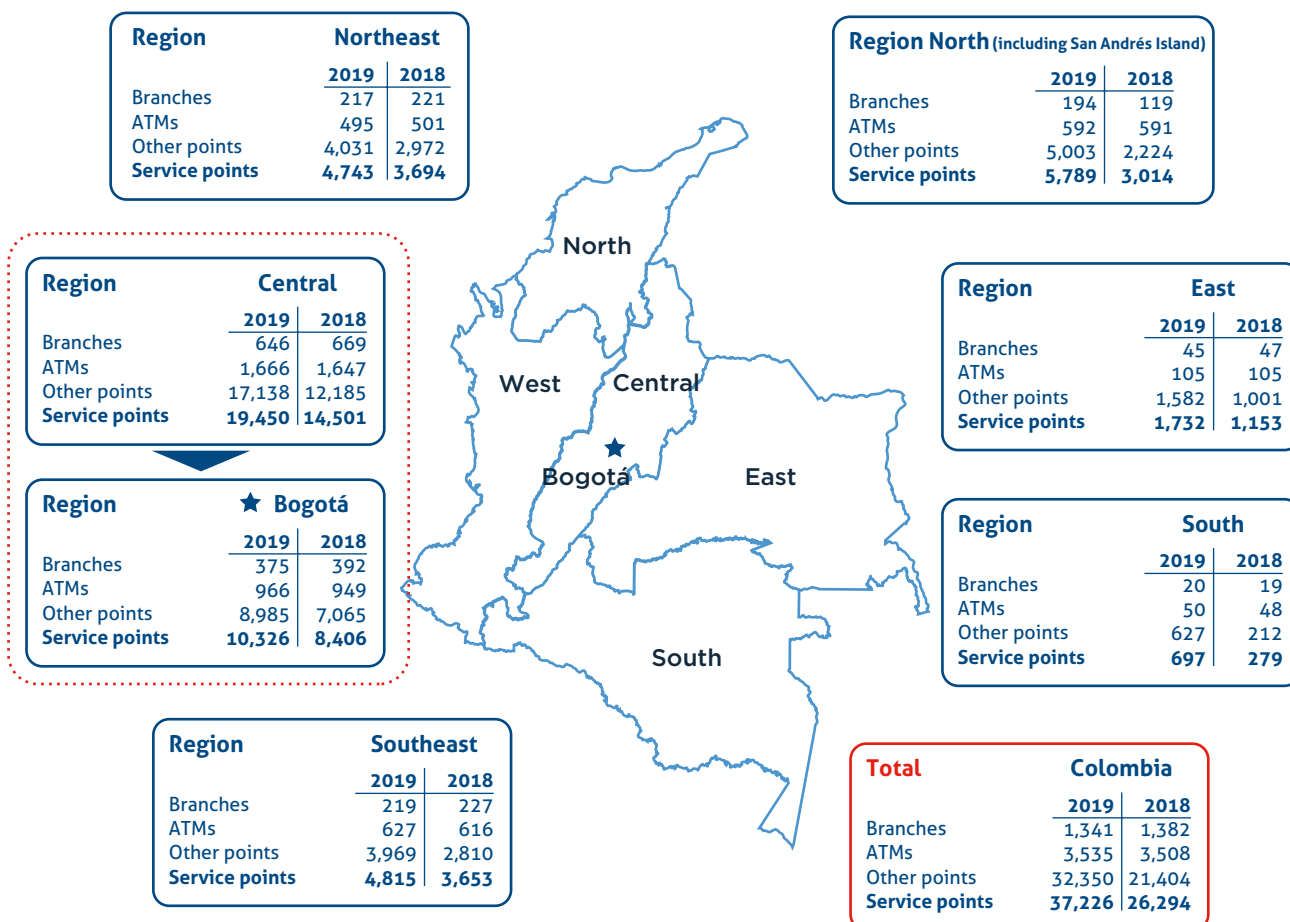 Region Northeast
2019 2018
Branches 217 221
ATMs 495 501
Other points 4,031 2,972
Service points 4,743 3,694
Region North (including San Andrés Island)
2019 2018
Branches 194 119
ATMs 592 591
Other points 5,003 2,224
Service points 5,789 3,014
Region Central
2019 2018
Branches 646 669
ATMs 1,666 1,647
Other points 17,138 12,185
Service points 19,450 14,501
Region Bogotá
2019 2018
Branches 375 392
ATMs 966 949
Other points 8,985 7,065
Service points 10,326 8,406
North
West
Central
Bogotá
East
South
Region East
2019 2018
Branches 45 47
ATMs 105 105
Other points 1,582 1,001
Service points 1,732 1,153
Region South
2019 2018
Branches 20 19
ATMs 50 48
Other points 627 212
Service points 697 279
Region Southeast
2019 2018
Branches 219 227
ATMs 627 616
Other points 3,969 2,810
Service points 4,815 3,653
Total Colombia
2019 2018
Branches 1,341 1,382
ATMs 3,535 3,508
Other points 32,350 21,404
Service points 37,226 26,294